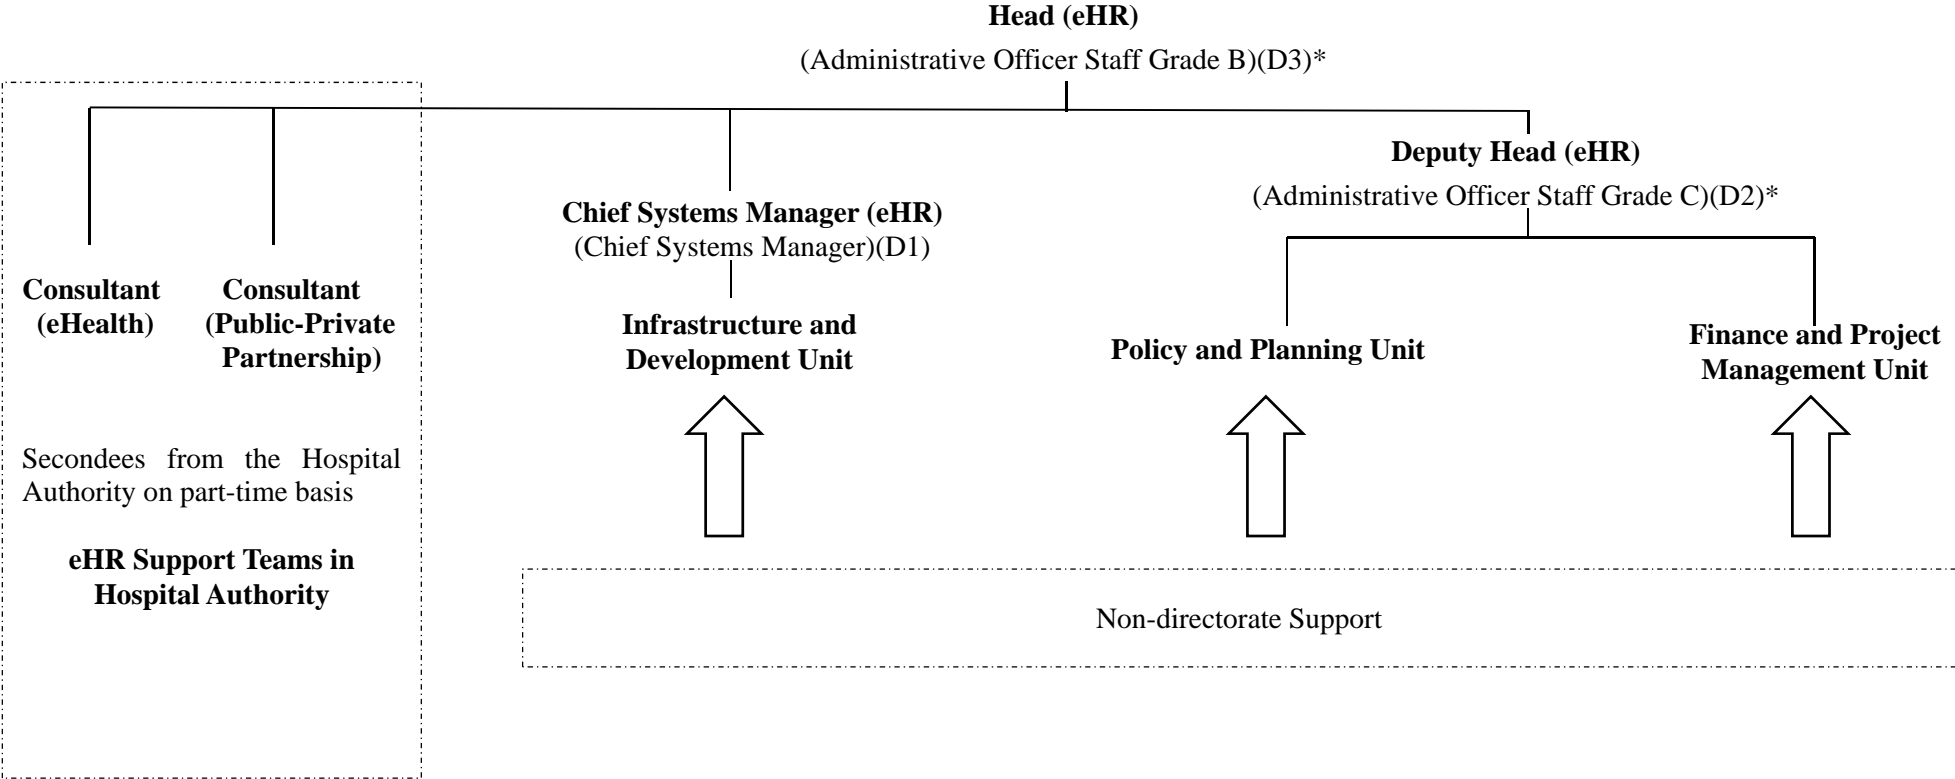 Head (eHR)
(Administrative Officer Staff Grade B)(D3)*
Deputy Head (eHR)
(Administrative Officer Staff Grade C)(D2)*
Chief Systems Manager (eHR)
(Chief Systems Manager)(D1)
Consultant
(eHealth)
Consultant
(Public-Private
Partnership)
Infrastructure and
Development Unit
Policy and Planning Unit
Finance and Project
Management Unit
Secondees from the Hospital
Authority on part-time basis
eHR Support Teams in
Hospital Authority
Non-directorate Support